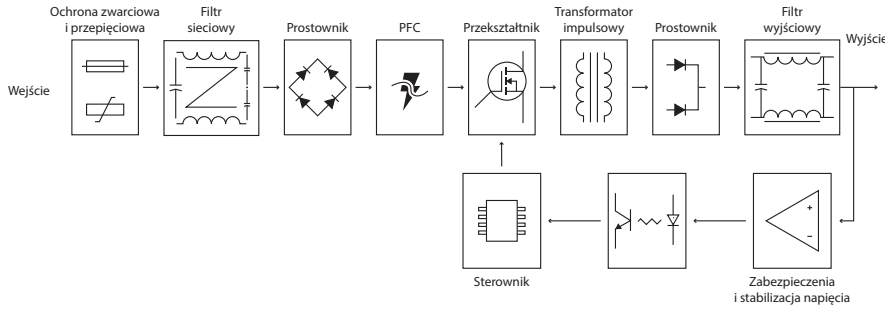 Ochrona zwarciowa
i przepięciowa
Filtr
sieciowy
Prostownik
PFC
Przekształtnik
Transformator
impulsowy
Prostownik
Filtr
wyjściowy
Wejście
Wyjście
+
−
Sterownik
Zabezpieczenia
i stabilizacja napięcia